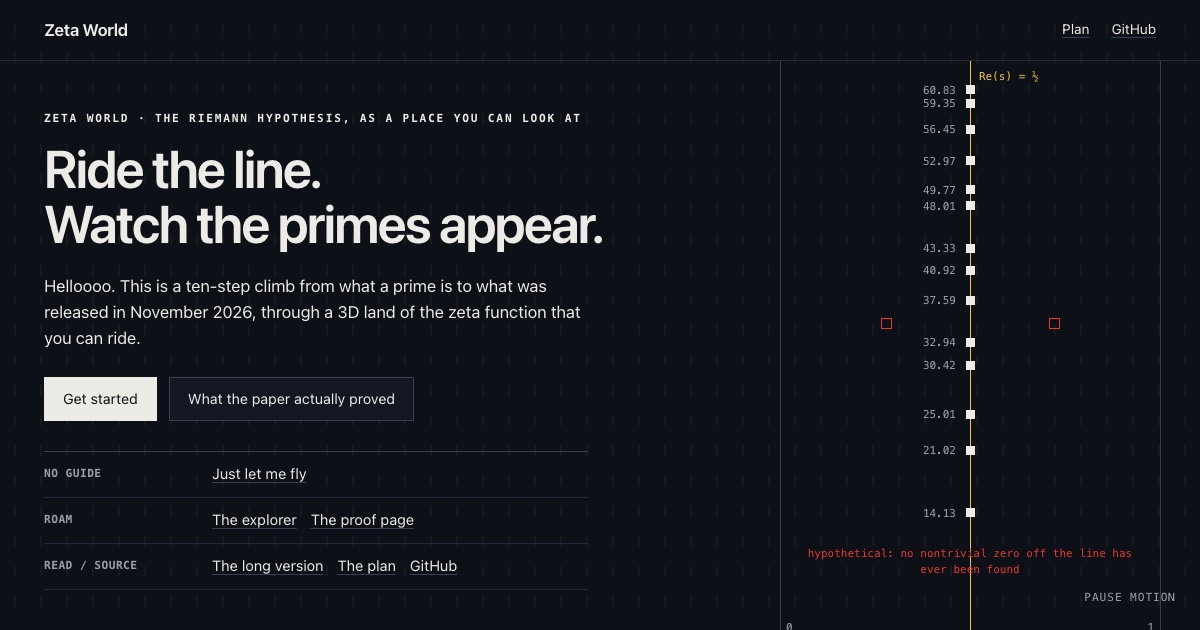 Zeta World
Plan GitHub
ZETA WORLD · THE RIEMANN HYPOTHESIS, AS A PLACE YOU CAN LOOK AT
Ride the line.
Watch the primes appear.
Helloooo. This is a ten-step climb from what a prime is to what was
released in November 2026, through a 3D land of the zeta function that
you can ride.
Get started
What the paper actually proved
NO GUIDE Just let me fly
ROAM The explorer The proof page
READ / SOURCE The long version The plan GitHub
Re(s) = ½
60.83
59.35
56.45
52.97
49.77
48.01
43.33
40.92
37.59
32.94
30.42
25.01
21.02
14.13
hypothetical: no nontrivial zero off the line has
ever been found
PAUSE MOTION
0 1